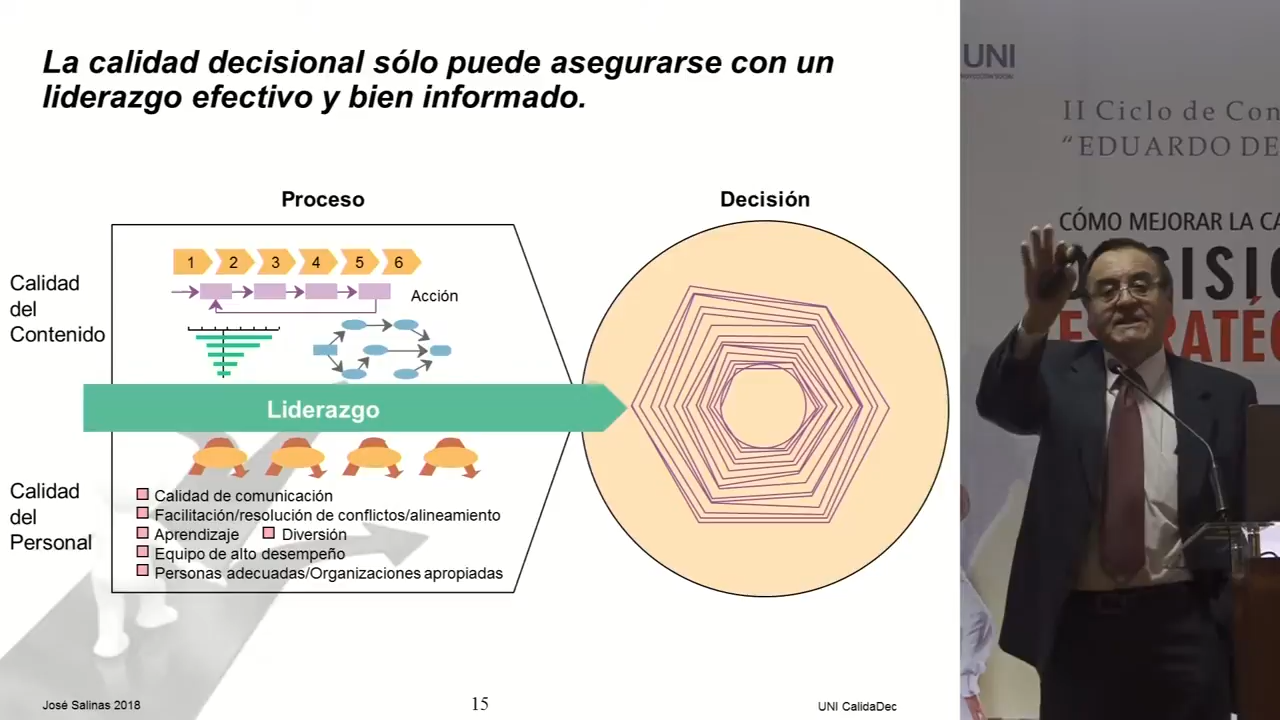 La calidad decisional sólo puede asegurarse con un
liderazgo efectivo y bien informado.
Proceso
Decisión
Calidad
del
Contenido
1 2 3 4 5 6
Acción
Liderazgo
Calidad
del
Personal
Calidad de comunicación
Facilitación/resolución de conflictos/alineamiento
Aprendizaje Diversión
Equipo de alto desempeño
Personas adecuadas/Organizaciones apropiadas
José Salinas 2018
15
UNI CalidaDec
UNI
II Ciclo de Con
“EDUARDO DE
CÓMO MEJORAR LA CA